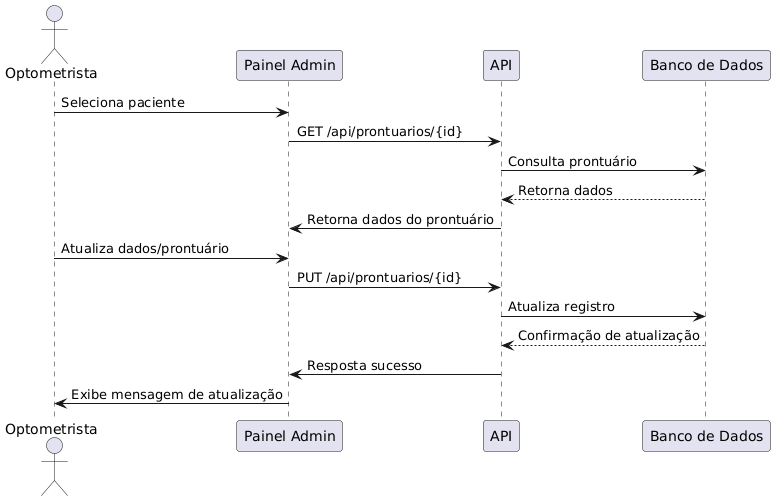 Optometrista
Painel Admin
API
Banco de Dados
Seleciona paciente
GET /api/prontuarios/{id}
Consulta prontuário
Retorna dados
Retorna dados do prontuário
Atualiza dados/prontuário
PUT /api/prontuarios/{id}
Atualiza registro
Confirmação de atualização
Resposta sucesso
Exibe mensagem de atualização
Optometrista
Painel Admin
API
Banco de Dados